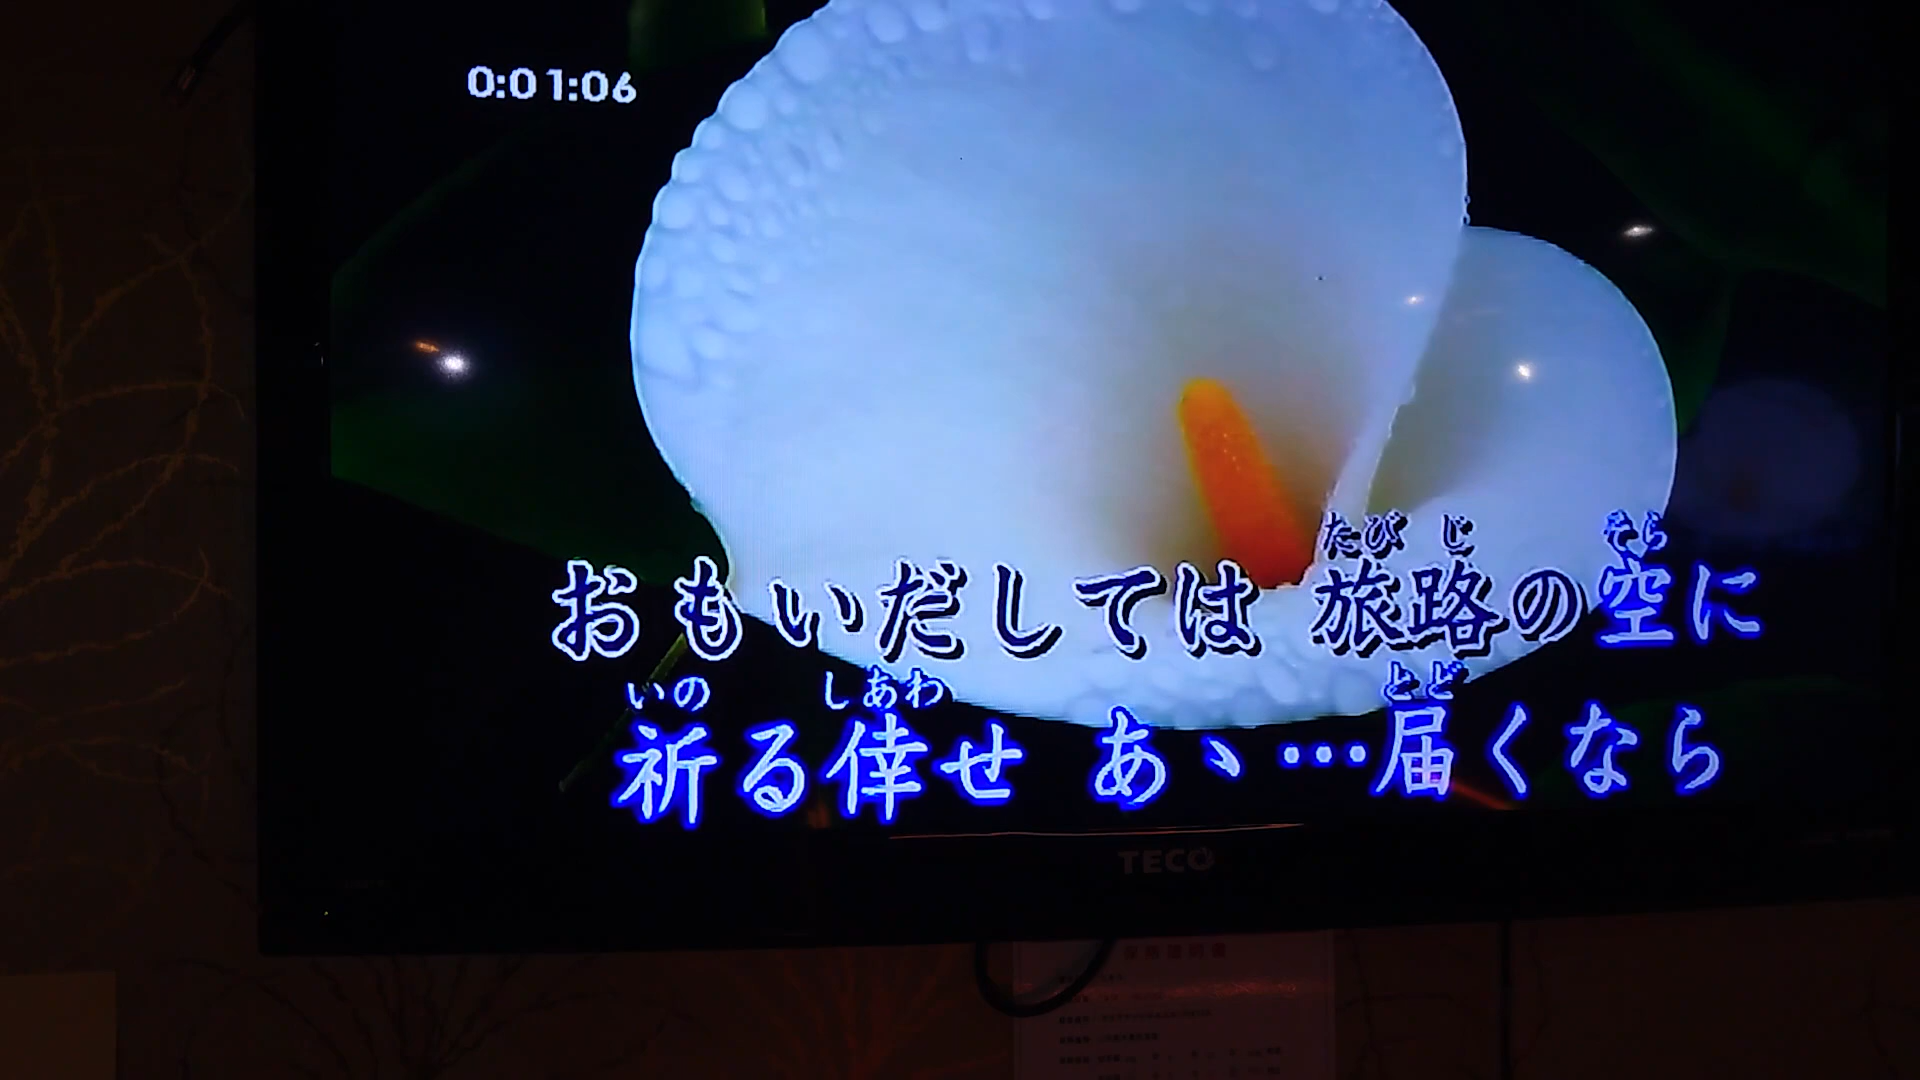 0:01:06
たびじ そら
おもいだしては 旅路の空に
いの しあわ とど
祈る倖せ あゝ…届くなら
TECO